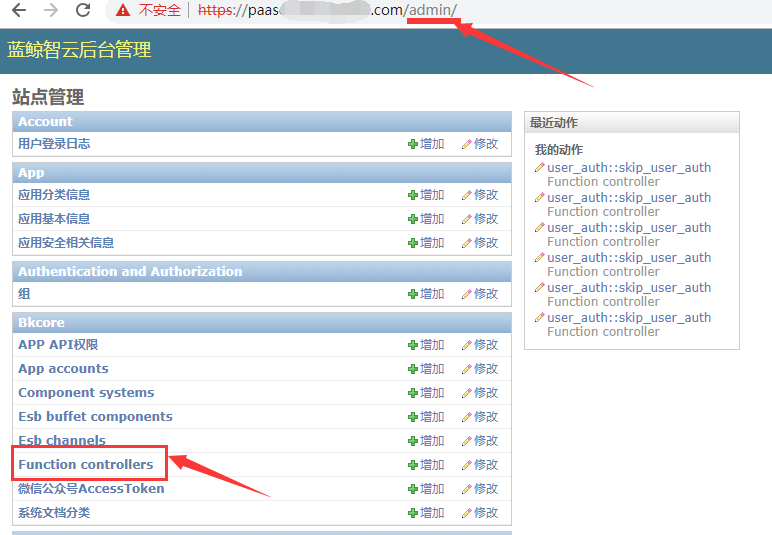 不安全 https://paas .com/admin/
蓝鲸智云后台管理
站点管理
Account
用户登录日志 增加 修改
App
应用分类信息 增加 修改
应用基本信息 增加 修改
应用安全相关信息 增加 修改
Authentication and Authorization
组 增加 修改
Bkcore
APP API权限 增加 修改
App accounts 增加 修改
Component systems 增加 修改
Esb buffet components 增加 修改
Esb channels 增加 修改
Function controllers 增加 修改
微信公众号AccessToken 增加 修改
系统文档分类 增加 修改
最近动作
我的动作
user_auth::skip_user_auth
Function controller
user_auth::skip_user_auth
Function controller
user_auth::skip_user_auth
Function controller
user_auth::skip_user_auth
Function controller
user_auth::skip_user_auth
Function controller
user_auth::skip_user_auth
Function controller